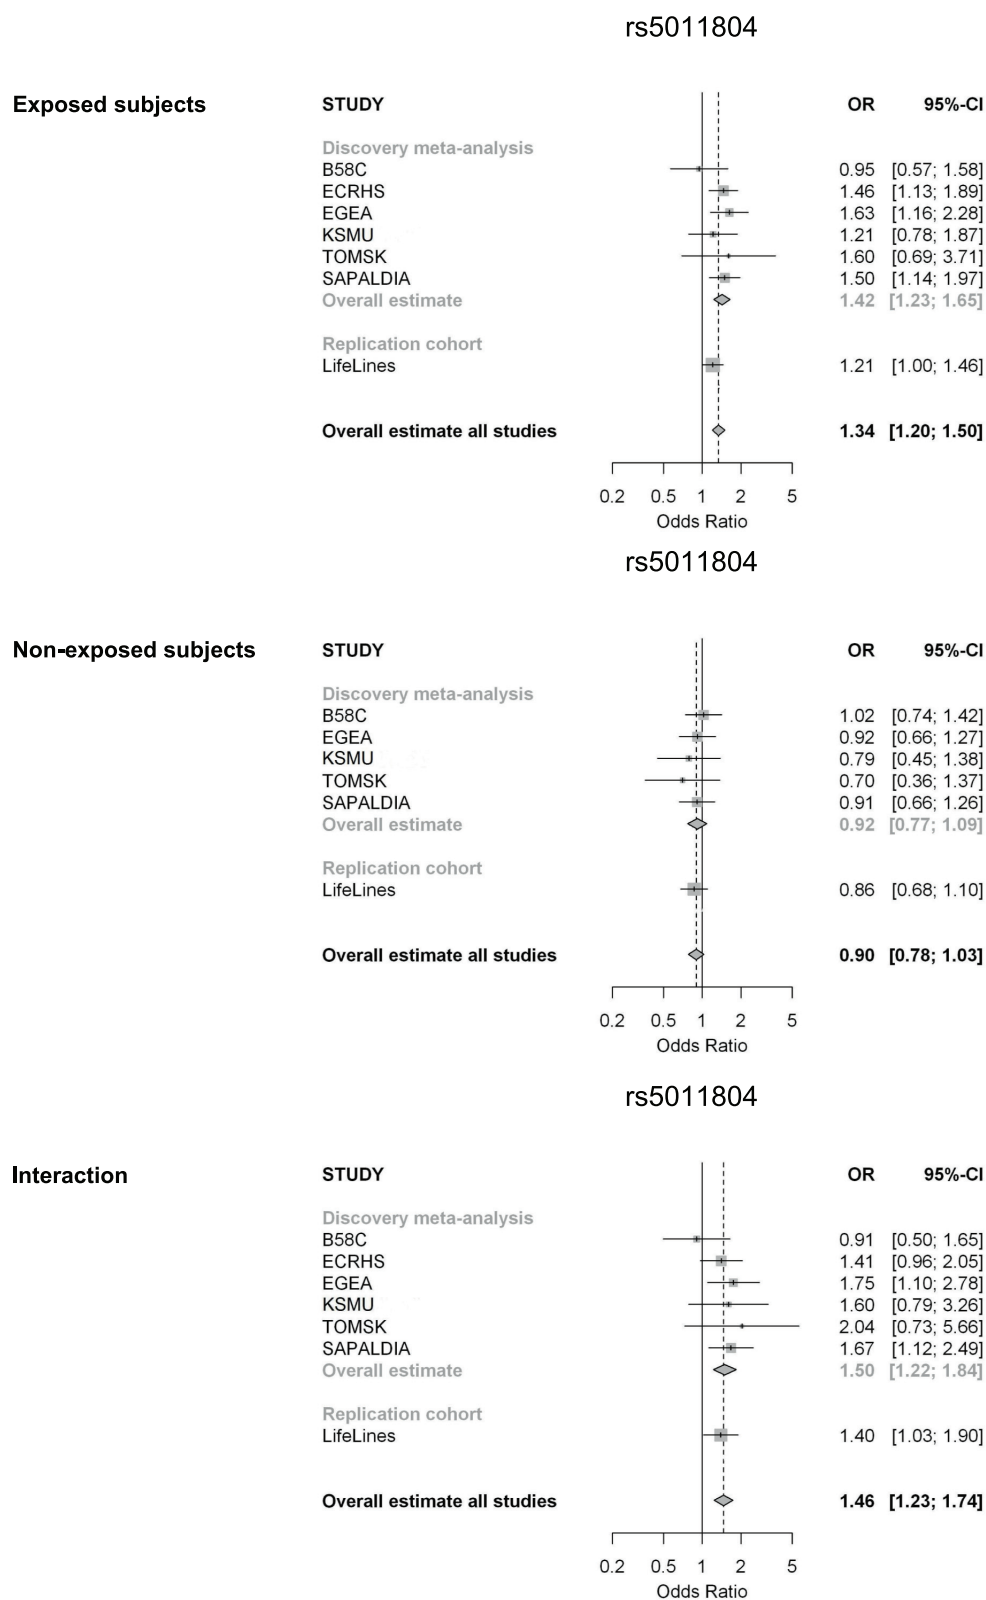 rs5011804
Exposed subjects STUDY OR 95%-CI
Discovery meta-analysis
B58C 0.95 [0.57; 1.58]
ECRHS 1.46 [1.13; 1.89]
EGEA 1.63 [1.16; 2.28]
KSMU 1.21 [0.78; 1.87]
TOMSK 1.60 [0.69; 3.71]
SAPALDIA 1.50 [1.14; 1.97]
Overall estimate 1.42 [1.23; 1.65]
Replication cohort
LifeLines 1.21 [1.00; 1.46]
Overall estimate all studies 1.34 [1.20; 1.50]
0.2 0.5 1 2 5
Odds Ratio
rs5011804
Non-exposed subjects STUDY OR 95%-CI
Discovery meta-analysis
B58C 1.02 [0.74; 1.42]
EGEA 0.92 [0.66; 1.27]
KSMU 0.79 [0.45; 1.38]
TOMSK 0.70 [0.36; 1.37]
SAPALDIA 0.91 [0.66; 1.26]
Overall estimate 0.92 [0.77; 1.09]
Replication cohort
LifeLines 0.86 [0.68; 1.10]
Overall estimate all studies 0.90 [0.78; 1.03]
0.2 0.5 1 2 5
Odds Ratio
rs5011804
Interaction STUDY OR 95%-CI
Discovery meta-analysis
B58C 0.91 [0.50; 1.65]
ECRHS 1.41 [0.96; 2.05]
EGEA 1.75 [1.10; 2.78]
KSMU 1.60 [0.79; 3.26]
TOMSK 2.04 [0.73; 5.66]
SAPALDIA 1.67 [1.12; 2.49]
Overall estimate 1.50 [1.22; 1.84]
Replication cohort
LifeLines 1.40 [1.03; 1.90]
Overall estimate all studies 1.46 [1.23; 1.74]
0.2 0.5 1 2 5
Odds Ratio